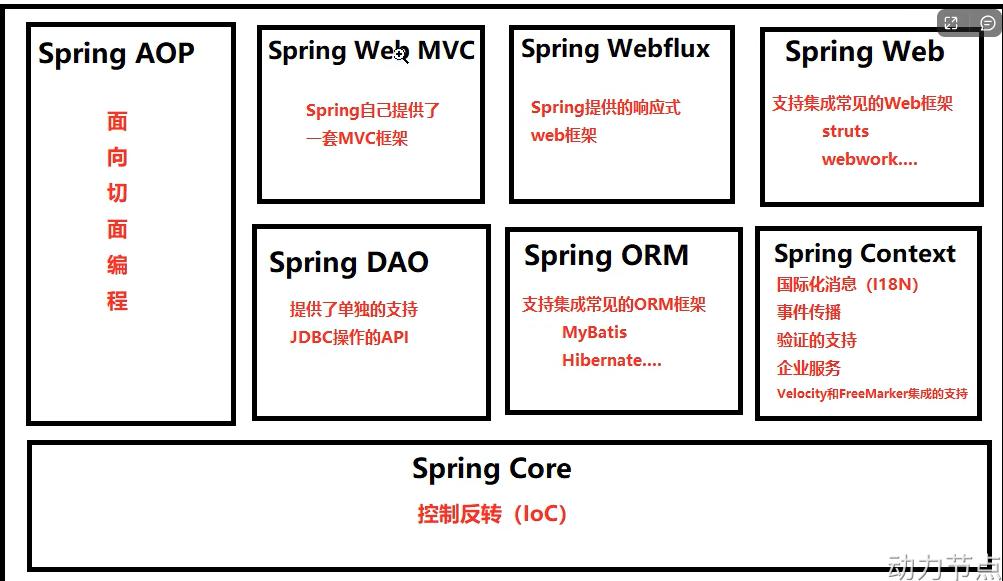 Spring AOP
面
向
切
面
编
程
Spring Web MVC
Spring自己提供了
一套MVC框架
Spring Webflux
Spring提供的响应式
web框架
Spring Web
支持集成常见的Web框架
struts
webwork....
Spring DAO
提供了单独的支持
JDBC操作的API
Spring ORM
支持集成常见的ORM框架
MyBatis
Hibernate....
Spring Context
国际化消息（I18N）
事件传播
验证的支持
企业服务
Velocity和FreeMarker集成的支持
Spring Core
控制反转（IoC）
动力节点